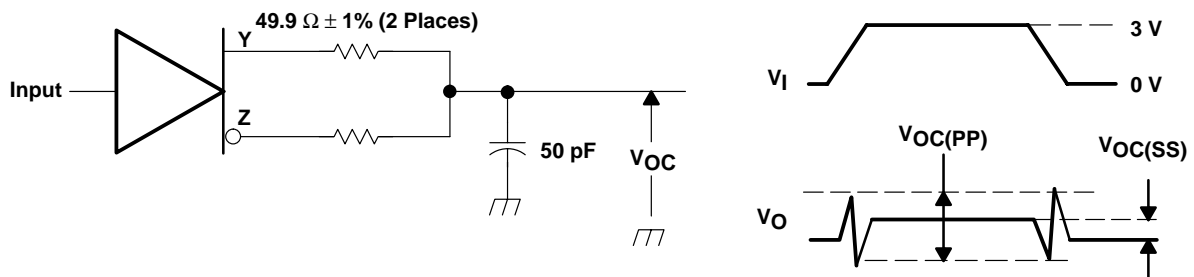 49.9 Ω ± 1% (2 Places)
Y
Input
Z
50 pF
VOC
3 V
VI
0 V
VOC(PP)
VOC(SS)
VO